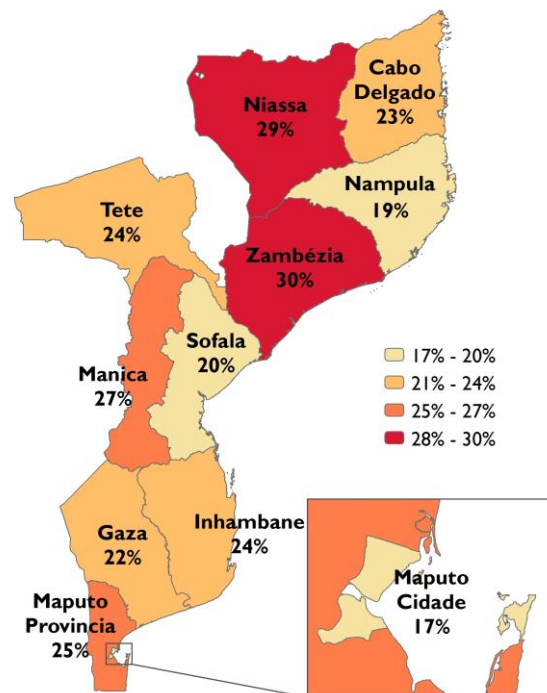 Cabo
Delgado
23%
Niassa
29%
Nampula
19%
Tete
24%
Zambézia
30%
Sofala
20%
Manica
27%
17% - 20%
21% - 24%
25% - 27%
28% - 30%
Inhambane
24%
Gaza
22%
Maputo
Provincia
25%
Maputo
Cidade
17%